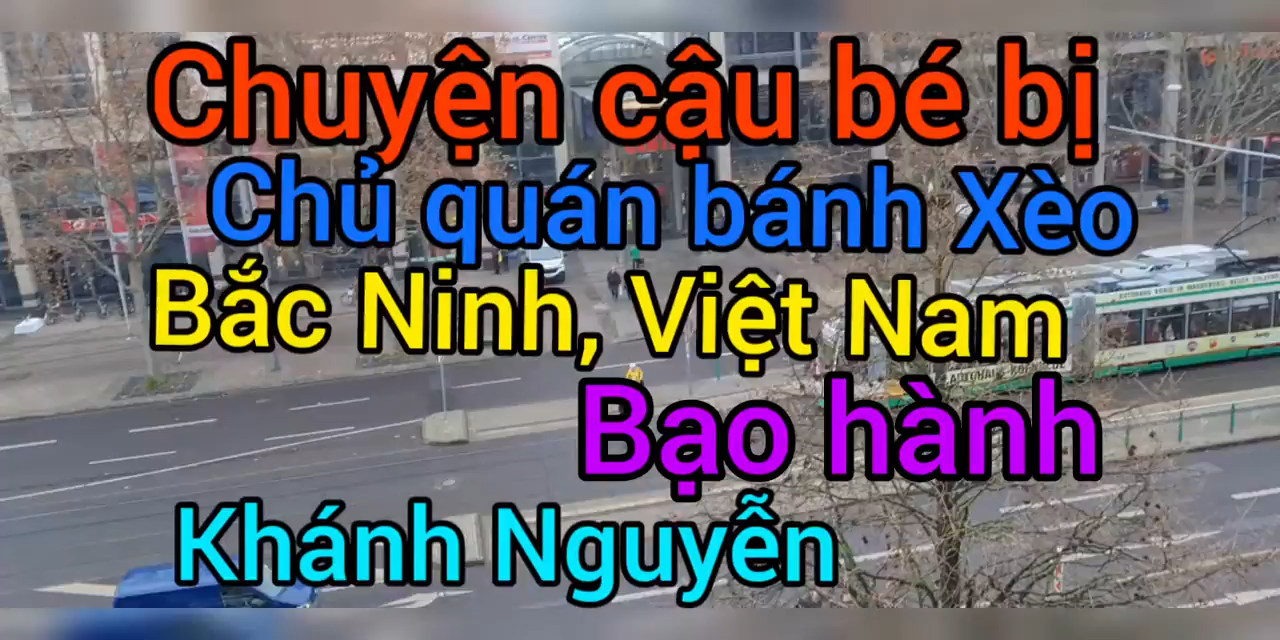 Chuyện cậu bé bị
Chủ quán bánh Xèo
Bắc Ninh, Việt Nam
Bạo hành
Khánh Nguyễn